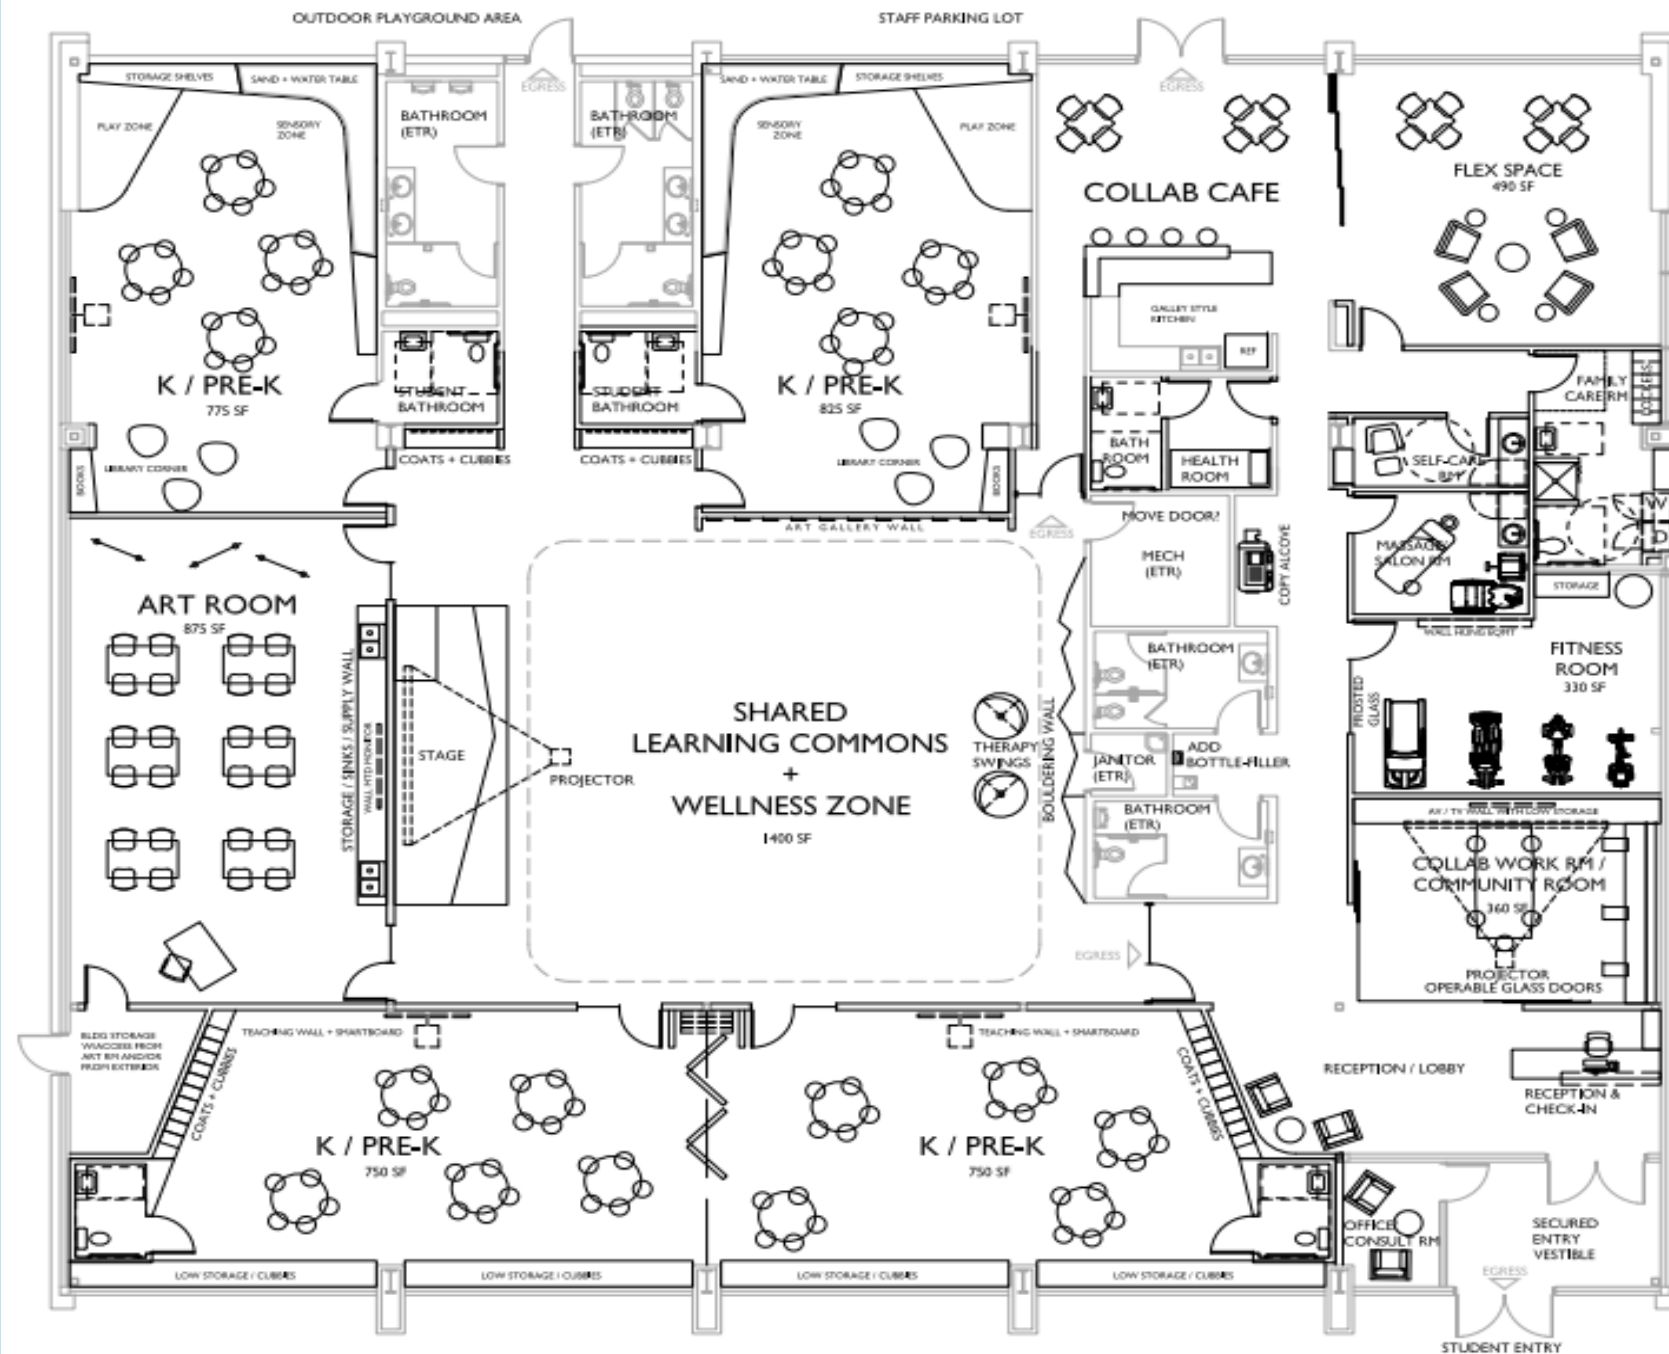 OUTDOOR PLAYGROUND AREA
STAFF PARKING LOT
STORAGE SHELVES
SAND + WATER TABLE
EGRESS
SAND + WATER TABLE
STORAGE SHELVES
EGRESS
PLAY ZONE
SENSORY
ZONE
BATHROOM
(ETR)
BATHROOM
(ETR)
SENSORY
ZONE
PLAY ZONE
COLLAB CAFE
FLEX SPACE
490 SF
GALLEY STYLE
KITCHEN
REF
K / PRE-K
775 SF
STUDENT
BATHROOM
STUDENT
BATHROOM
K / PRE-K
825 SF
FAMILY
CARE RM
LOCKERS
LIBRARY CORNER
BOOKS
COATS + CUBBIES
COATS + CUBBIES
LIBRARY CORNER
BOOKS
BATH
ROOM
HEALTH
ROOM
SELF-CARE
RM
ART GALLERY WALL
EGRESS
MOVE DOOR?
MECH
(ETR)
COPY ALCOVE
MASSAGE/
SALON RM
W
D
STORAGE
WALL HUNG EQMT
ART ROOM
875 SF
STORAGE / SINKS / SUPPLY WALL
WALL MTD MONITOR
STAGE
PROJECTOR
SHARED
LEARNING COMMONS
+
WELLNESS ZONE
1400 SF
THERAPY
SWINGS
BOULDERING WALL
BATHROOM
(ETR)
JANITOR
(ETR)
ADD
BOTTLE-FILLER
BATHROOM
(ETR)
FROSTED
GLASS
FITNESS
ROOM
330 SF
AV / TV WALL WITH LOW STORAGE
COLLAB WORK RM /
COMMUNITY ROOM
360 SF
PROJECTOR
OPERABLE GLASS DOORS
EGRESS
BLDG STORAGE
W/ACCESS FROM
ART RM AND/OR
FROM EXTERIOR
COATS + CUBBIES
TEACHING WALL + SMARTBOARD
TEACHING WALL + SMARTBOARD
COATS + CUBBIES
RECEPTION / LOBBY
RECEPTION &
CHECK-IN
K / PRE-K
750 SF
K / PRE-K
750 SF
OFFICE/
CONSULT RM
SECURED
ENTRY
VESTIBLE
EGRESS
LOW STORAGE / CUBBIES
LOW STORAGE / CUBBIES
LOW STORAGE / CUBBIES
LOW STORAGE / CUBBIES
STUDENT ENTRY